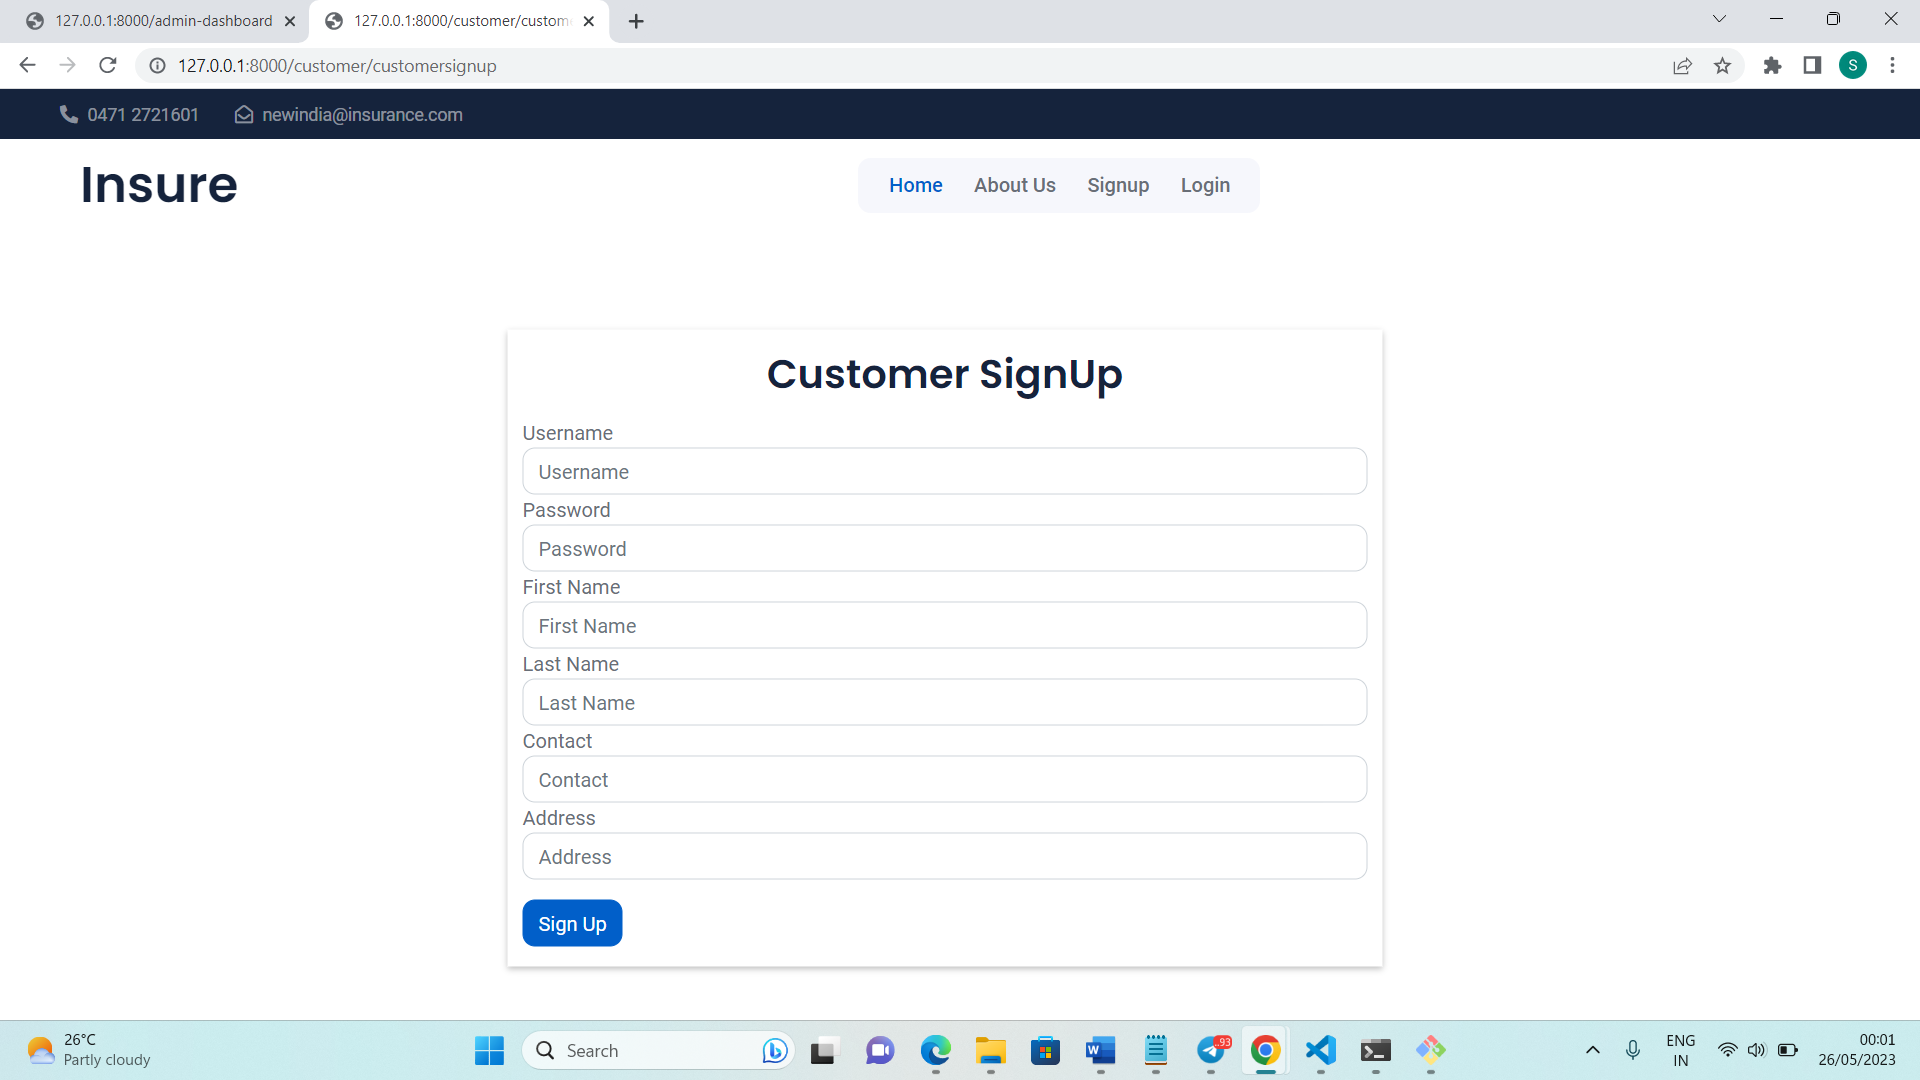 127.0.0.1:8000/admin-dashboard
127.0.0.1:8000/customer/custom
127.0.0.1:8000/customer/customersignup
S
0471 2721601 newindia@insurance.com
Insure
Home About Us Signup Login
Customer SignUp
Username
Username
Password
Password
First Name
First Name
Last Name
Last Name
Contact
Contact
Address
Address
Sign Up
26°C
Partly cloudy
Search
W
.93
ENG
IN
00:01
26/05/2023